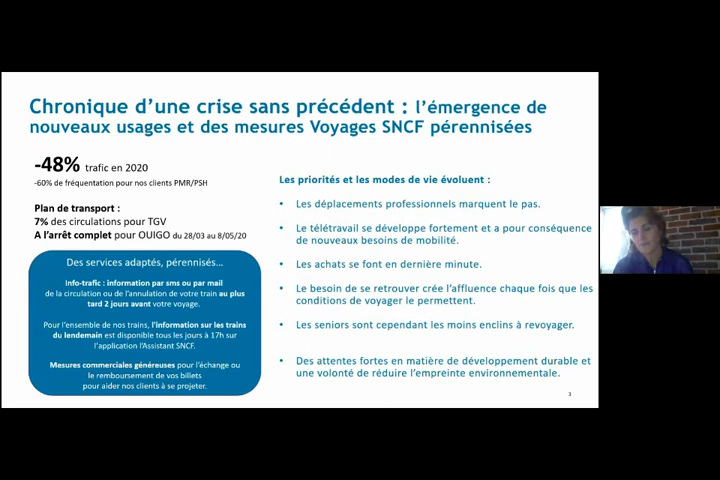 Chronique d'une crise sans précédent : l'émergence de
nouveaux usages et des mesures Voyages SNCF pérennisées
-48% trafic en 2020
-60% de fréquentation pour nos clients PMR/PSH
Plan de transport :
7% des circulations pour TGV
A l'arrêt complet pour OUIGO du 28/03 au 8/05/20
Des services adaptés, pérennisés…
Info-trafic : information par sms ou par mail
de la circulation ou de l'annulation de votre train au plus
tard 2 jours avant votre voyage.
Pour l'ensemble de nos trains, l'information sur les trains
du lendemain est disponible tous les jours à 17h sur
l'application l'Assistant SNCF.
Mesures commerciales généreuses pour l'échange ou
le remboursement de vos billets
pour aider nos clients à se projeter.
Les priorités et les modes de vie évoluent :
• Les déplacements professionnels marquent le pas.
• Le télétravail se développe fortement et a pour conséquence
de nouveaux besoins de mobilité.
• Les achats se font en dernière minute.
• Le besoin de se retrouver crée l'affluence chaque fois que les
conditions de voyager le permettent.
• Les seniors sont cependant les moins enclins à revoyager.
• Des attentes fortes en matière de développement durable et
une volonté de réduire l'empreinte environnementale.
3